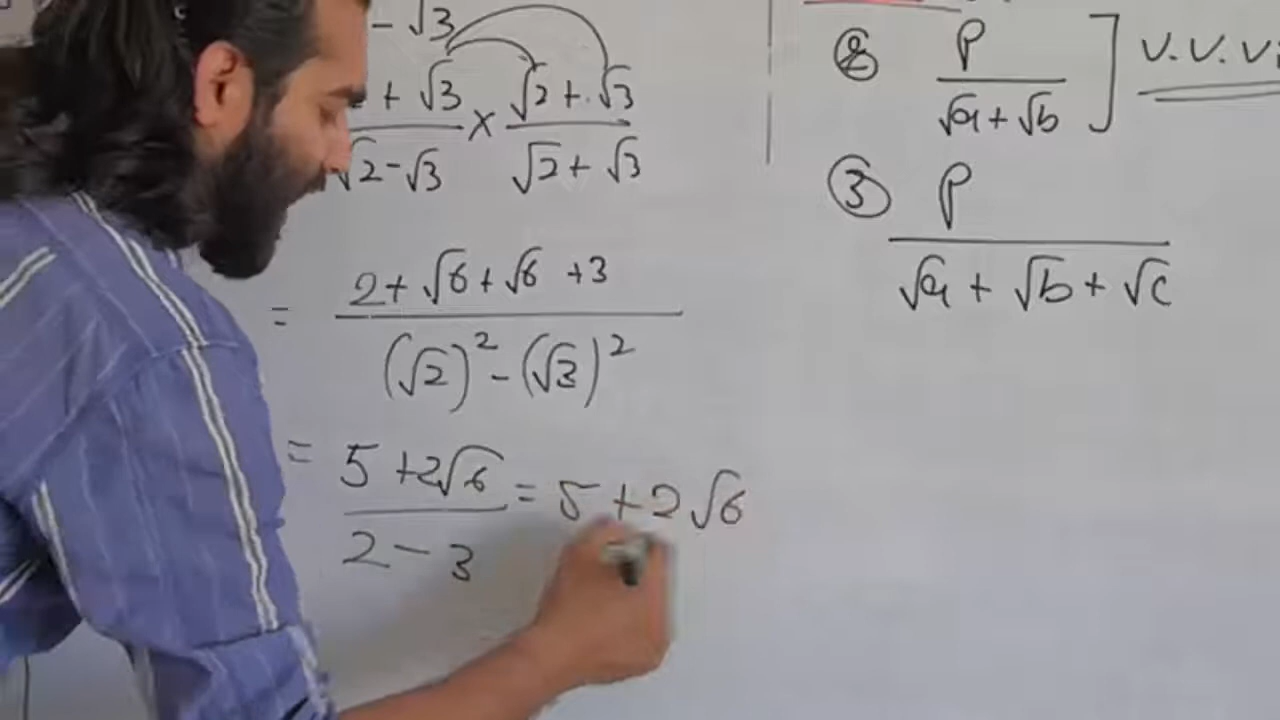 - √3
+ √3 × √2 + √3
√2 - √3 √2 + √3
= 2 + √6 + √6 + 3
(√2)² - (√3)²
= 5 + 2√6 = 5 + 2√6
2 - 3
② P ] V.V.V
√a + √b
③ P
√a + √b + √c